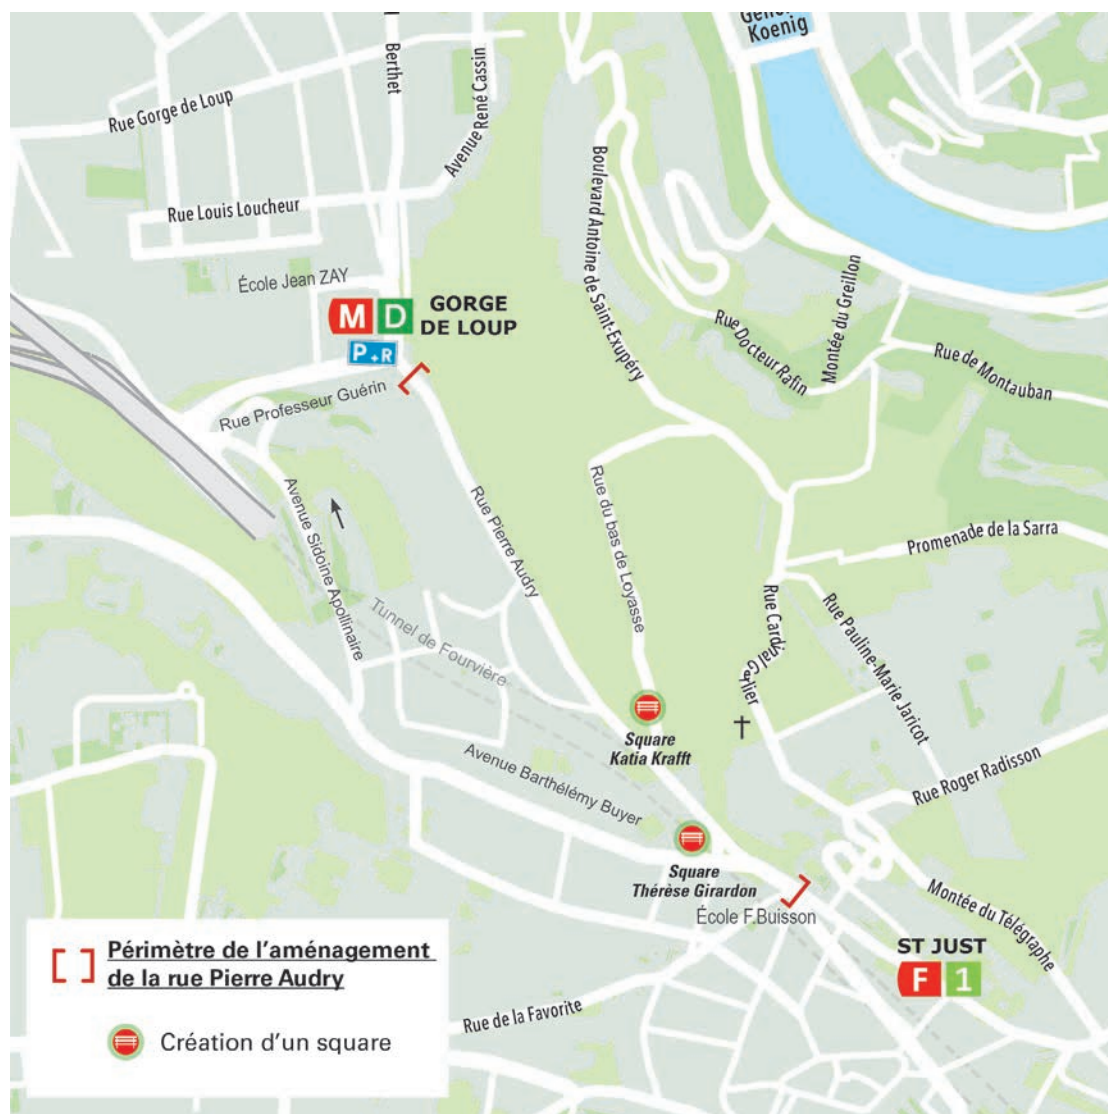 Koenig
Berthet
Avenue René Cassin
Rue Gorge de Loup
Boulevard Antoine de Saint-Exupéry
Rue Louis Loucheur
École Jean ZAY
M D
GORGE
DE LOUP
P+R
Montée du Greillon
Rue Docteur Rafin
Rue de Montauban
Rue Professeur Guérin
Rue Pierre Audry
Rue du bas de Loyasse
Avenue Sidoine Apollinaire
Promenade de la Sarra
Tunnel de Fourvière
Rue Cardinal Gerlier
Rue Pauline-Marie Jaricot
Square
Katia Krafft
Avenue Barthélémy Buyer
Rue Roger Radisson
Square
Thérèse Girardon
École F.Buisson
Montée du Télégraphe
ST JUST
F 1
Rue de la Favorite
Périmètre de l'aménagement
de la rue Pierre Audry
Création d'un square